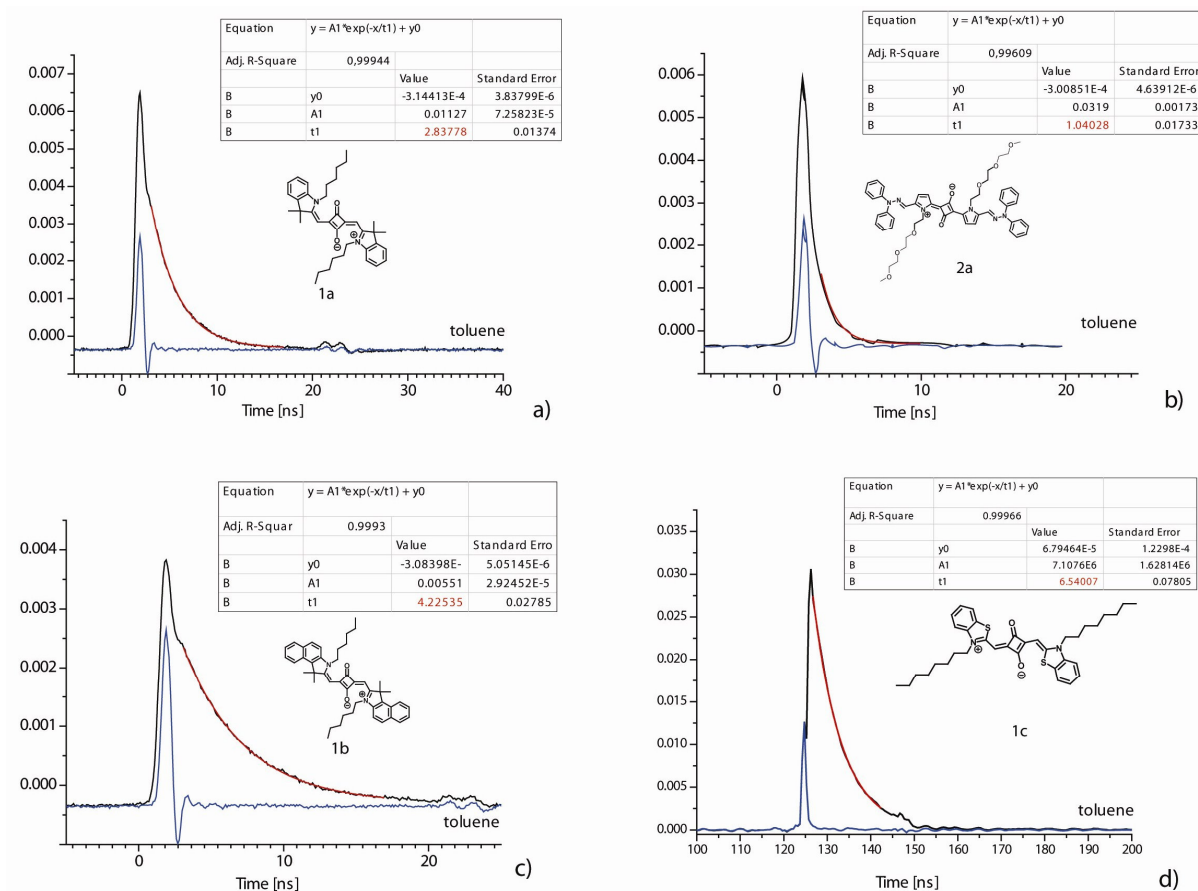 Equation y = A1*exp(-x/t1) + y0
Adj. R-Square 0,99944
Value Standard Error
B y0 -3.14413E-4 3.83799E-6
B A1 0.01127 7.25823E-5
B t1 2.83778 0.01374
0.007
0.006
0.005
0.004
0.003
0.002
0.001
0.000
O
N
N
⊕
O
⊖
1a
toluene
0 10 20 30 40
Time [ns]
a)
Equation y = A1*exp(-x/t1) + y0
Adj. R-Square 0,99609
Value Standard Error
B y0 -3.00851E-4 4.63912E-6
B A1 0.0319 0.00173
B t1 1.04028 0.01733
0.006
0.005
0.004
0.003
0.002
0.001
0.000
2a
toluene
0 10 20
Time [ns]
b)
Equation y = A1*exp(-x/t1) + y0
Adj. R-Squar 0.9993
Value Standard Erro
B y0 -3.08398E- 5.05145E-6
B A1 0.00551 2.92452E-5
B t1 4.22535 0.02785
0.004
0.003
0.002
0.001
0.000
N
O
O
⊖
⊕
N
1b
toluene
0 10 20
Time [ns]
c)
Equation y = A1*exp(-x/t1) + y0
Adj. R-Square 0.99966
Value Standard Error
B y0 6.79464E-5 1.2298E-4
B A1 7.1076E6 1.62814E6
B t1 6.54007 0.07805
0.035
0.030
0.025
0.020
0.015
0.010
0.005
0.000
S
N
⊕
O
O
⊖
N
S
1c
toluene
100 110 120 130 140 150 160 170 180 190 200
Time [ns]
d)